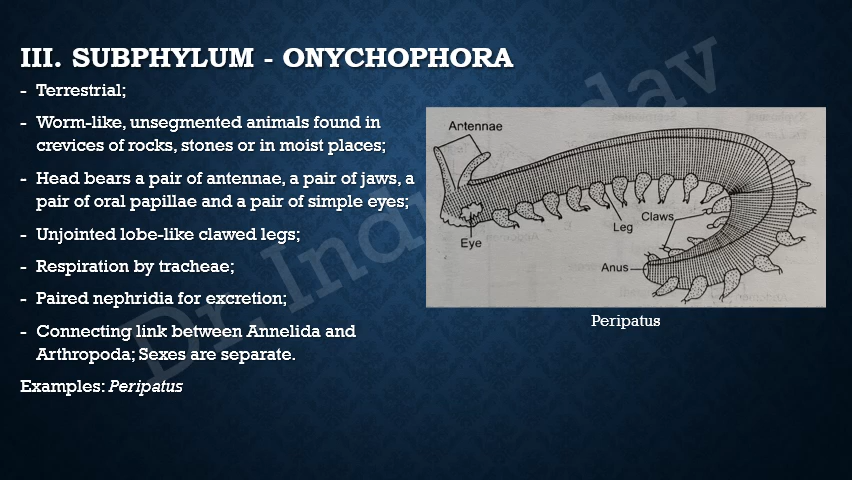 III. SUBPHYLUM - ONYCHOPHORA
- Terrestrial;
- Worm-like, unsegmented animals found in
crevices of rocks, stones or in moist places;
- Head bears a pair of antennae, a pair of jaws, a
pair of oral papillae and a pair of simple eyes;
- Unjointed lobe-like clawed legs;
- Respiration by tracheae;
- Paired nephridia for excretion;
- Connecting link between Annelida and
Arthropoda; Sexes are separate.
Examples: Peripatus
Antennae
Eye
Leg
Claws
Anus
Peripatus